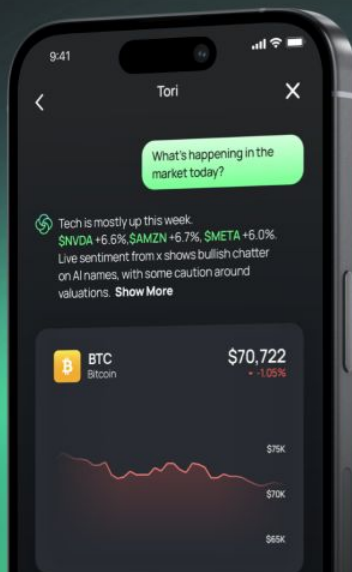 9:41
Tori
What's happening in the
market today?
Tech is mostly up this week.
$NVDA +6.6%, $AMZN +6.7%, $META +6.0%.
Live sentiment from x shows bullish chatter
on AI names, with some caution around
valuations. Show More
BTC
$70,722
Bitcoin
-1.05%
$75K
$70K
$65K